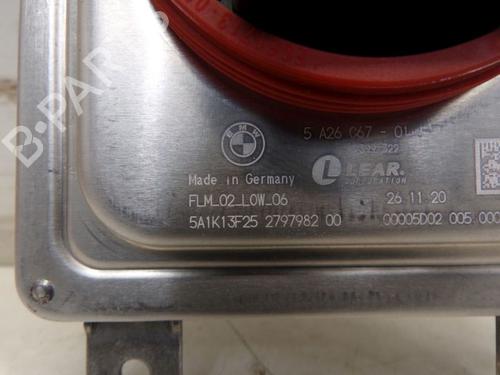 BMW
5 A26 C67 - 01
LEAR.
CORPORATION
Made in Germany
FLM_02_LOW_06
26 11 20
5A1K13F25 2797982 00
00005D02 005.000